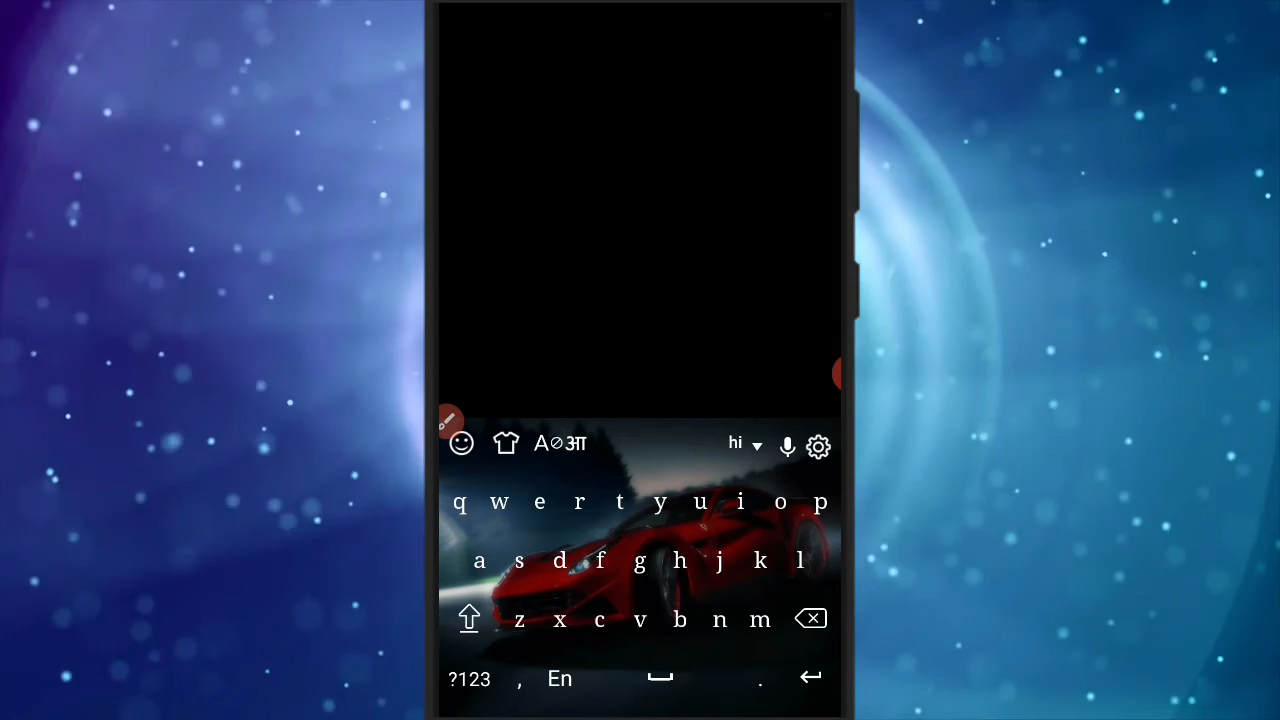 A⊘अ hi
q w e r t y u i o p
a s d f g h j k l
z x c v b n m
?123 , En .